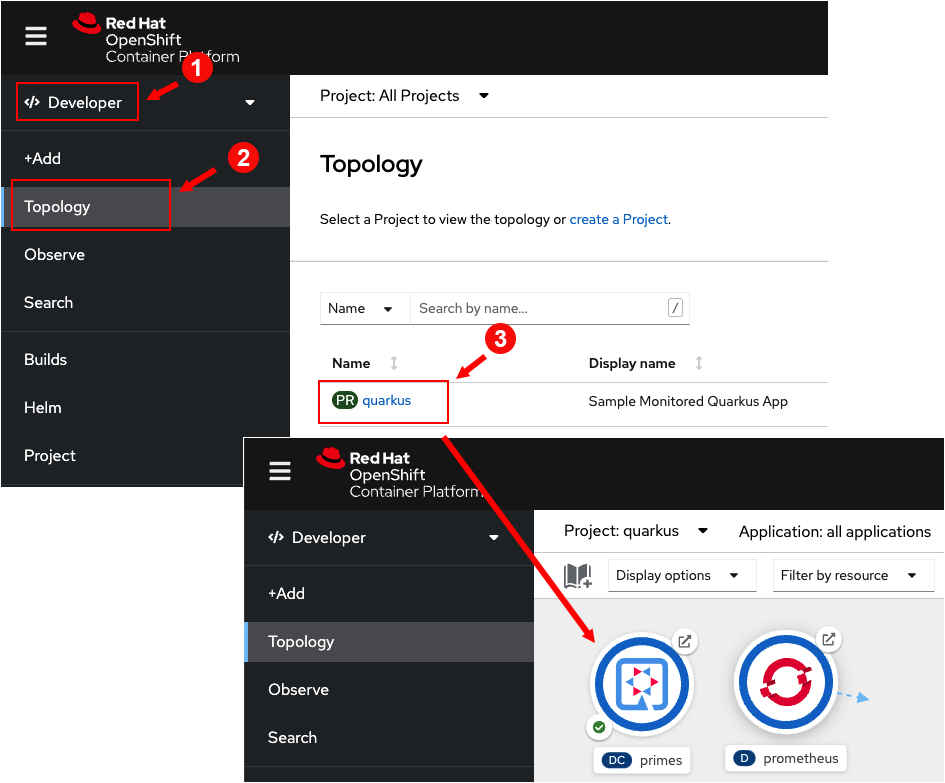 Red Hat
OpenShift
Container Platform
1
Developer
Project: All Projects
+Add
2
Topology
Topology
Select a Project to view the topology or create a Project.
Observe
Search
Name
Search by name...
/
Builds
3
Name
Display name
Helm
PR quarkus
Sample Monitored Quarkus App
Project
Red Hat
OpenShift
Container Platform
Developer
Project: quarkus
Application: all applications
Display options
Filter by resource
+Add
Topology
Observe
Search
DC primes
D prometheus